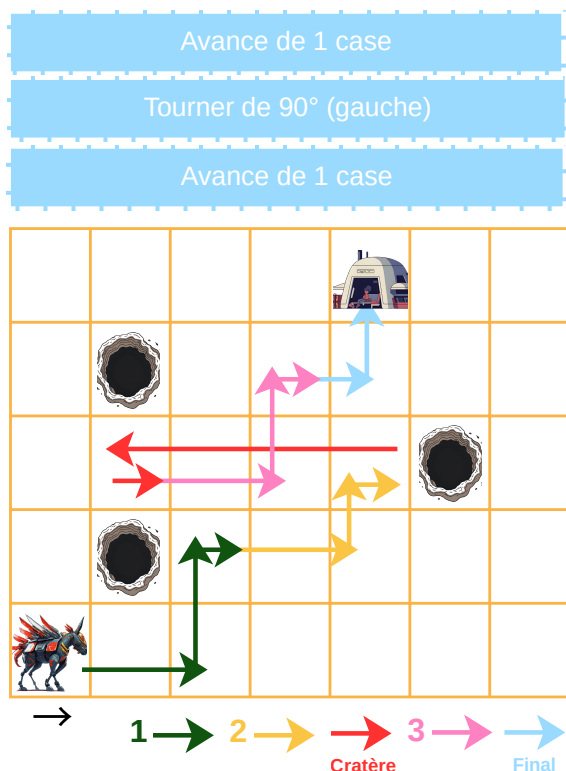 Avance de 1 case
Tourner de 90° (gauche)
Avance de 1 case
1
2
3
Cratère
Final